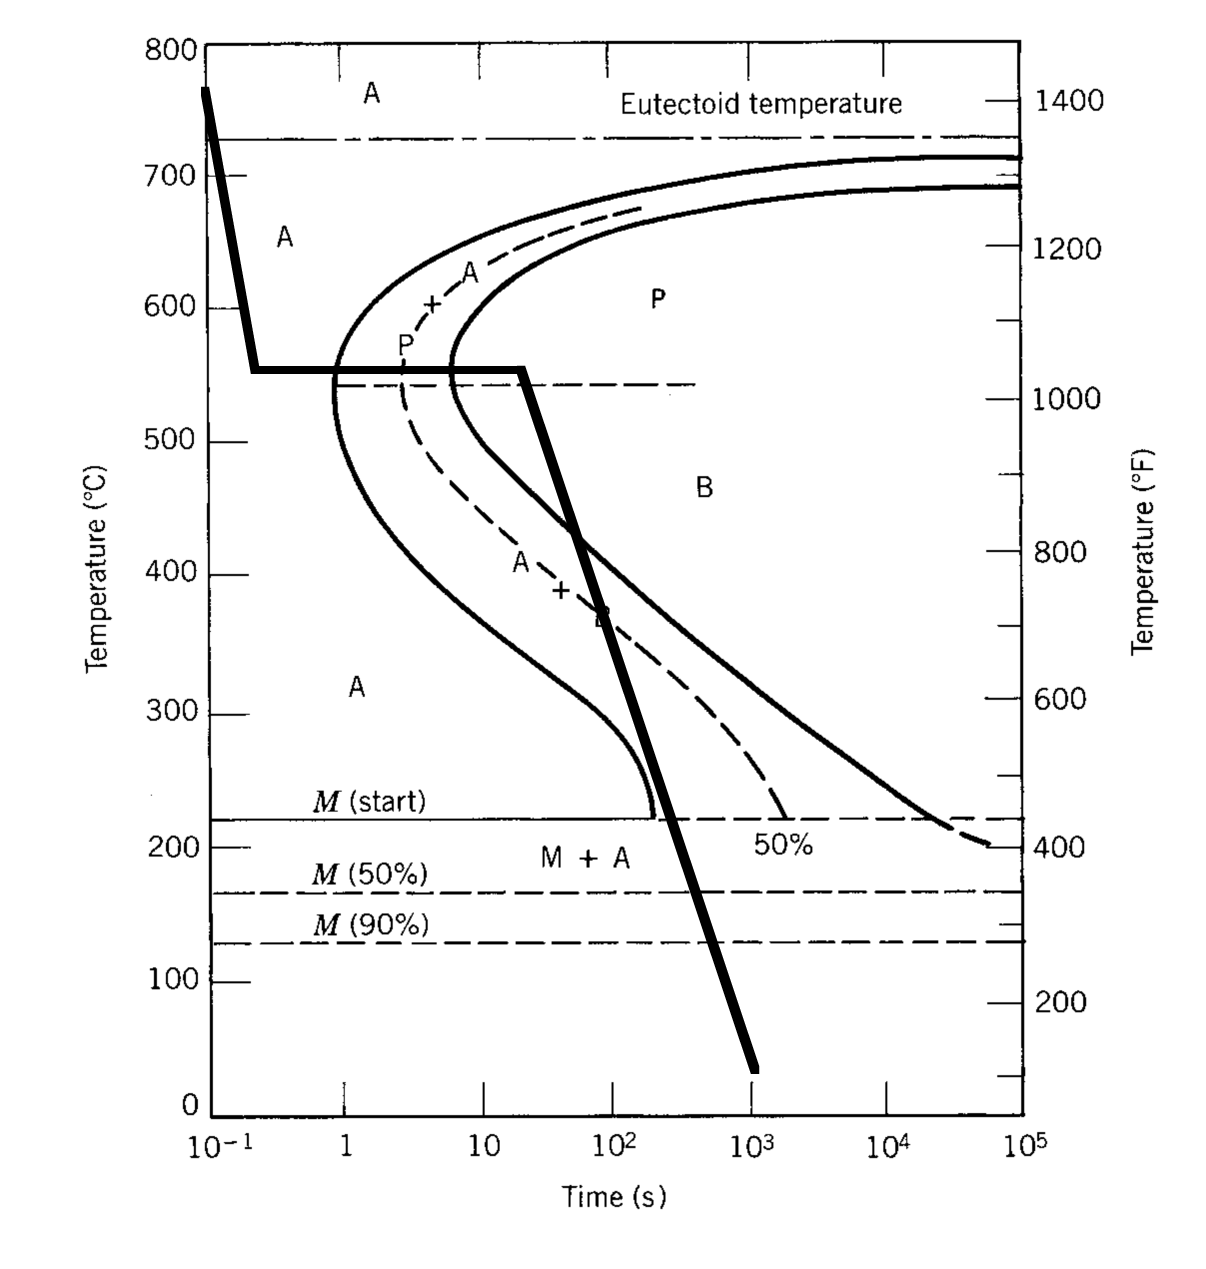 800
A
Eutectoid temperature
1400
700
A
1200
A
P
600
+
P
1000
500
B
Temperature (°C)
Temperature (°F)
A
800
400
+
B
A
300
600
M (start)
50%
200
M + A
400
M (50%)
M (90%)
100
200
0
10⁻¹
1
10
10²
10³
10⁴
10⁵
Time (s)